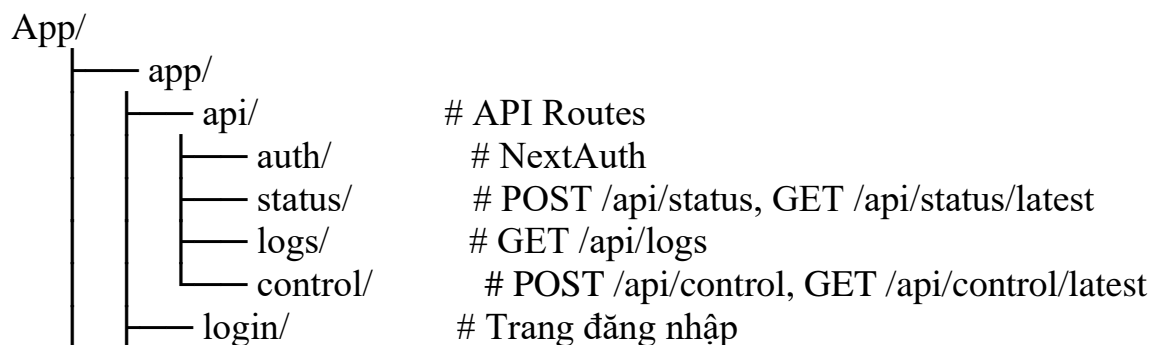 App/
├── app/
│ ├── api/ # API Routes
│ │ ├── auth/ # NextAuth
│ │ ├── status/ # POST /api/status, GET /api/status/latest
│ │ ├── logs/ # GET /api/logs
│ │ └── control/ # POST /api/control, GET /api/control/latest
│ ├── login/ # Trang đăng nhập